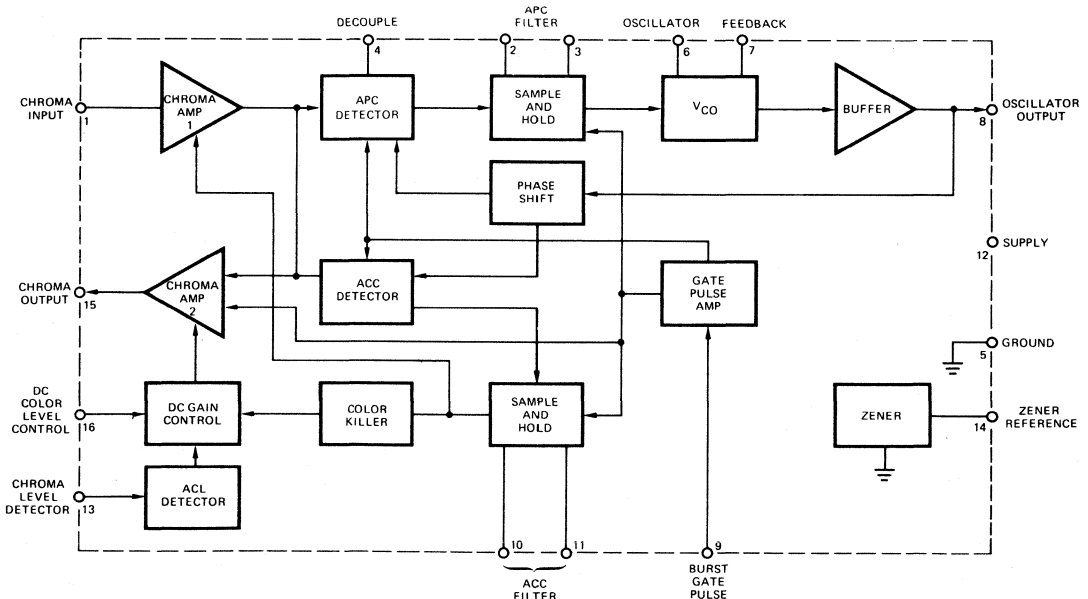 DECOUPLE
4
APC
FILTER
2
3
OSCILLATOR
6
FEEDBACK
7
CHROMA
INPUT
1
CHROMA
AMP
1
APC
DETECTOR
SAMPLE
AND
HOLD
VCO
BUFFER
OSCILLATOR
OUTPUT
8
PHASE
SHIFT
SUPPLY
12
CHROMA
OUTPUT
15
CHROMA
AMP
2
ACC
DETECTOR
GATE
PULSE
AMP
GROUND
5
DC
COLOR
LEVEL
CONTROL
16
DC GAIN
CONTROL
COLOR
KILLER
SAMPLE
AND
HOLD
ZENER
ZENER
REFERENCE
14
CHROMA
LEVEL
DETECTOR
13
ACL
DETECTOR
10
11
ACC
FILTER
9
BURST
GATE
PULSE